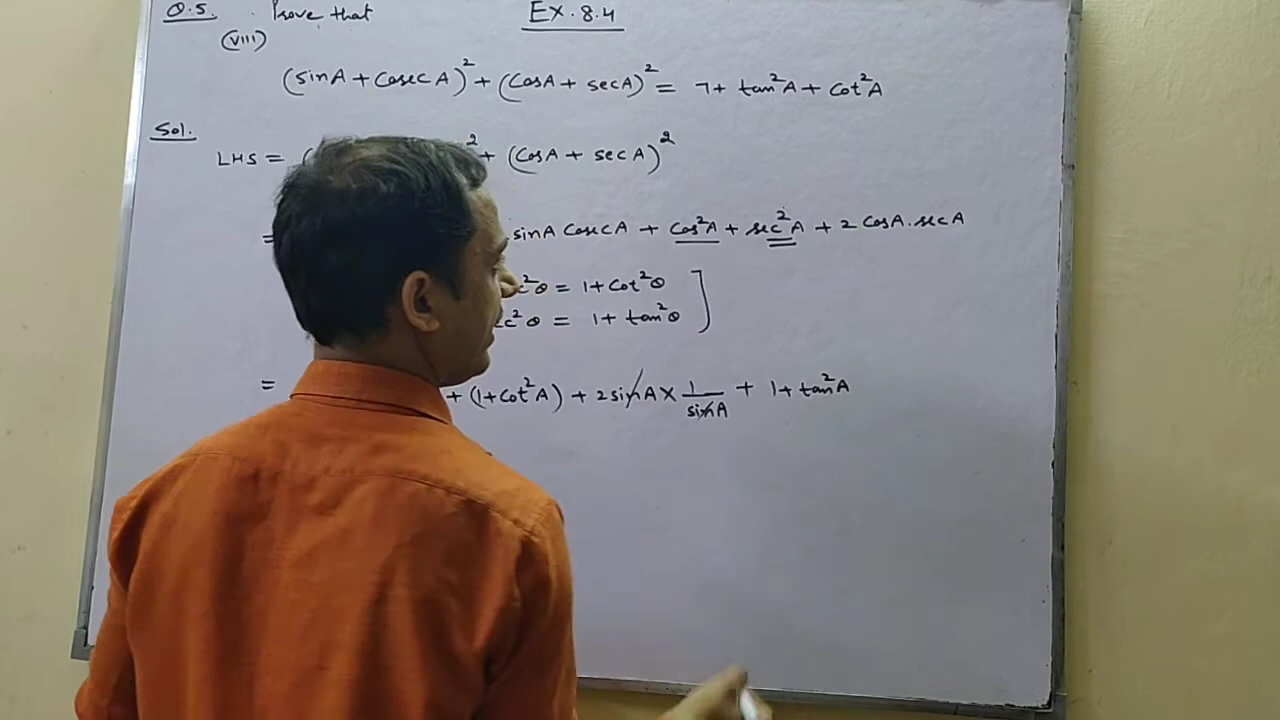 Q.5. Prove that EX.8.4
(viii)
(sinA + CosecA)² + (CosA + secA)² = 7 + tan²A + Cot²A
Sol.
LHS = ( ² + (CosA + secA)²
= sinA CosecA + Cos²A + sec²A + 2 CosA.secA
c²θ = 1 + Cot²θ ]
c²θ = 1 + tan²θ
= + (1 + Cot²A) + 2 sinA × 1/sinA + 1 + tan²A